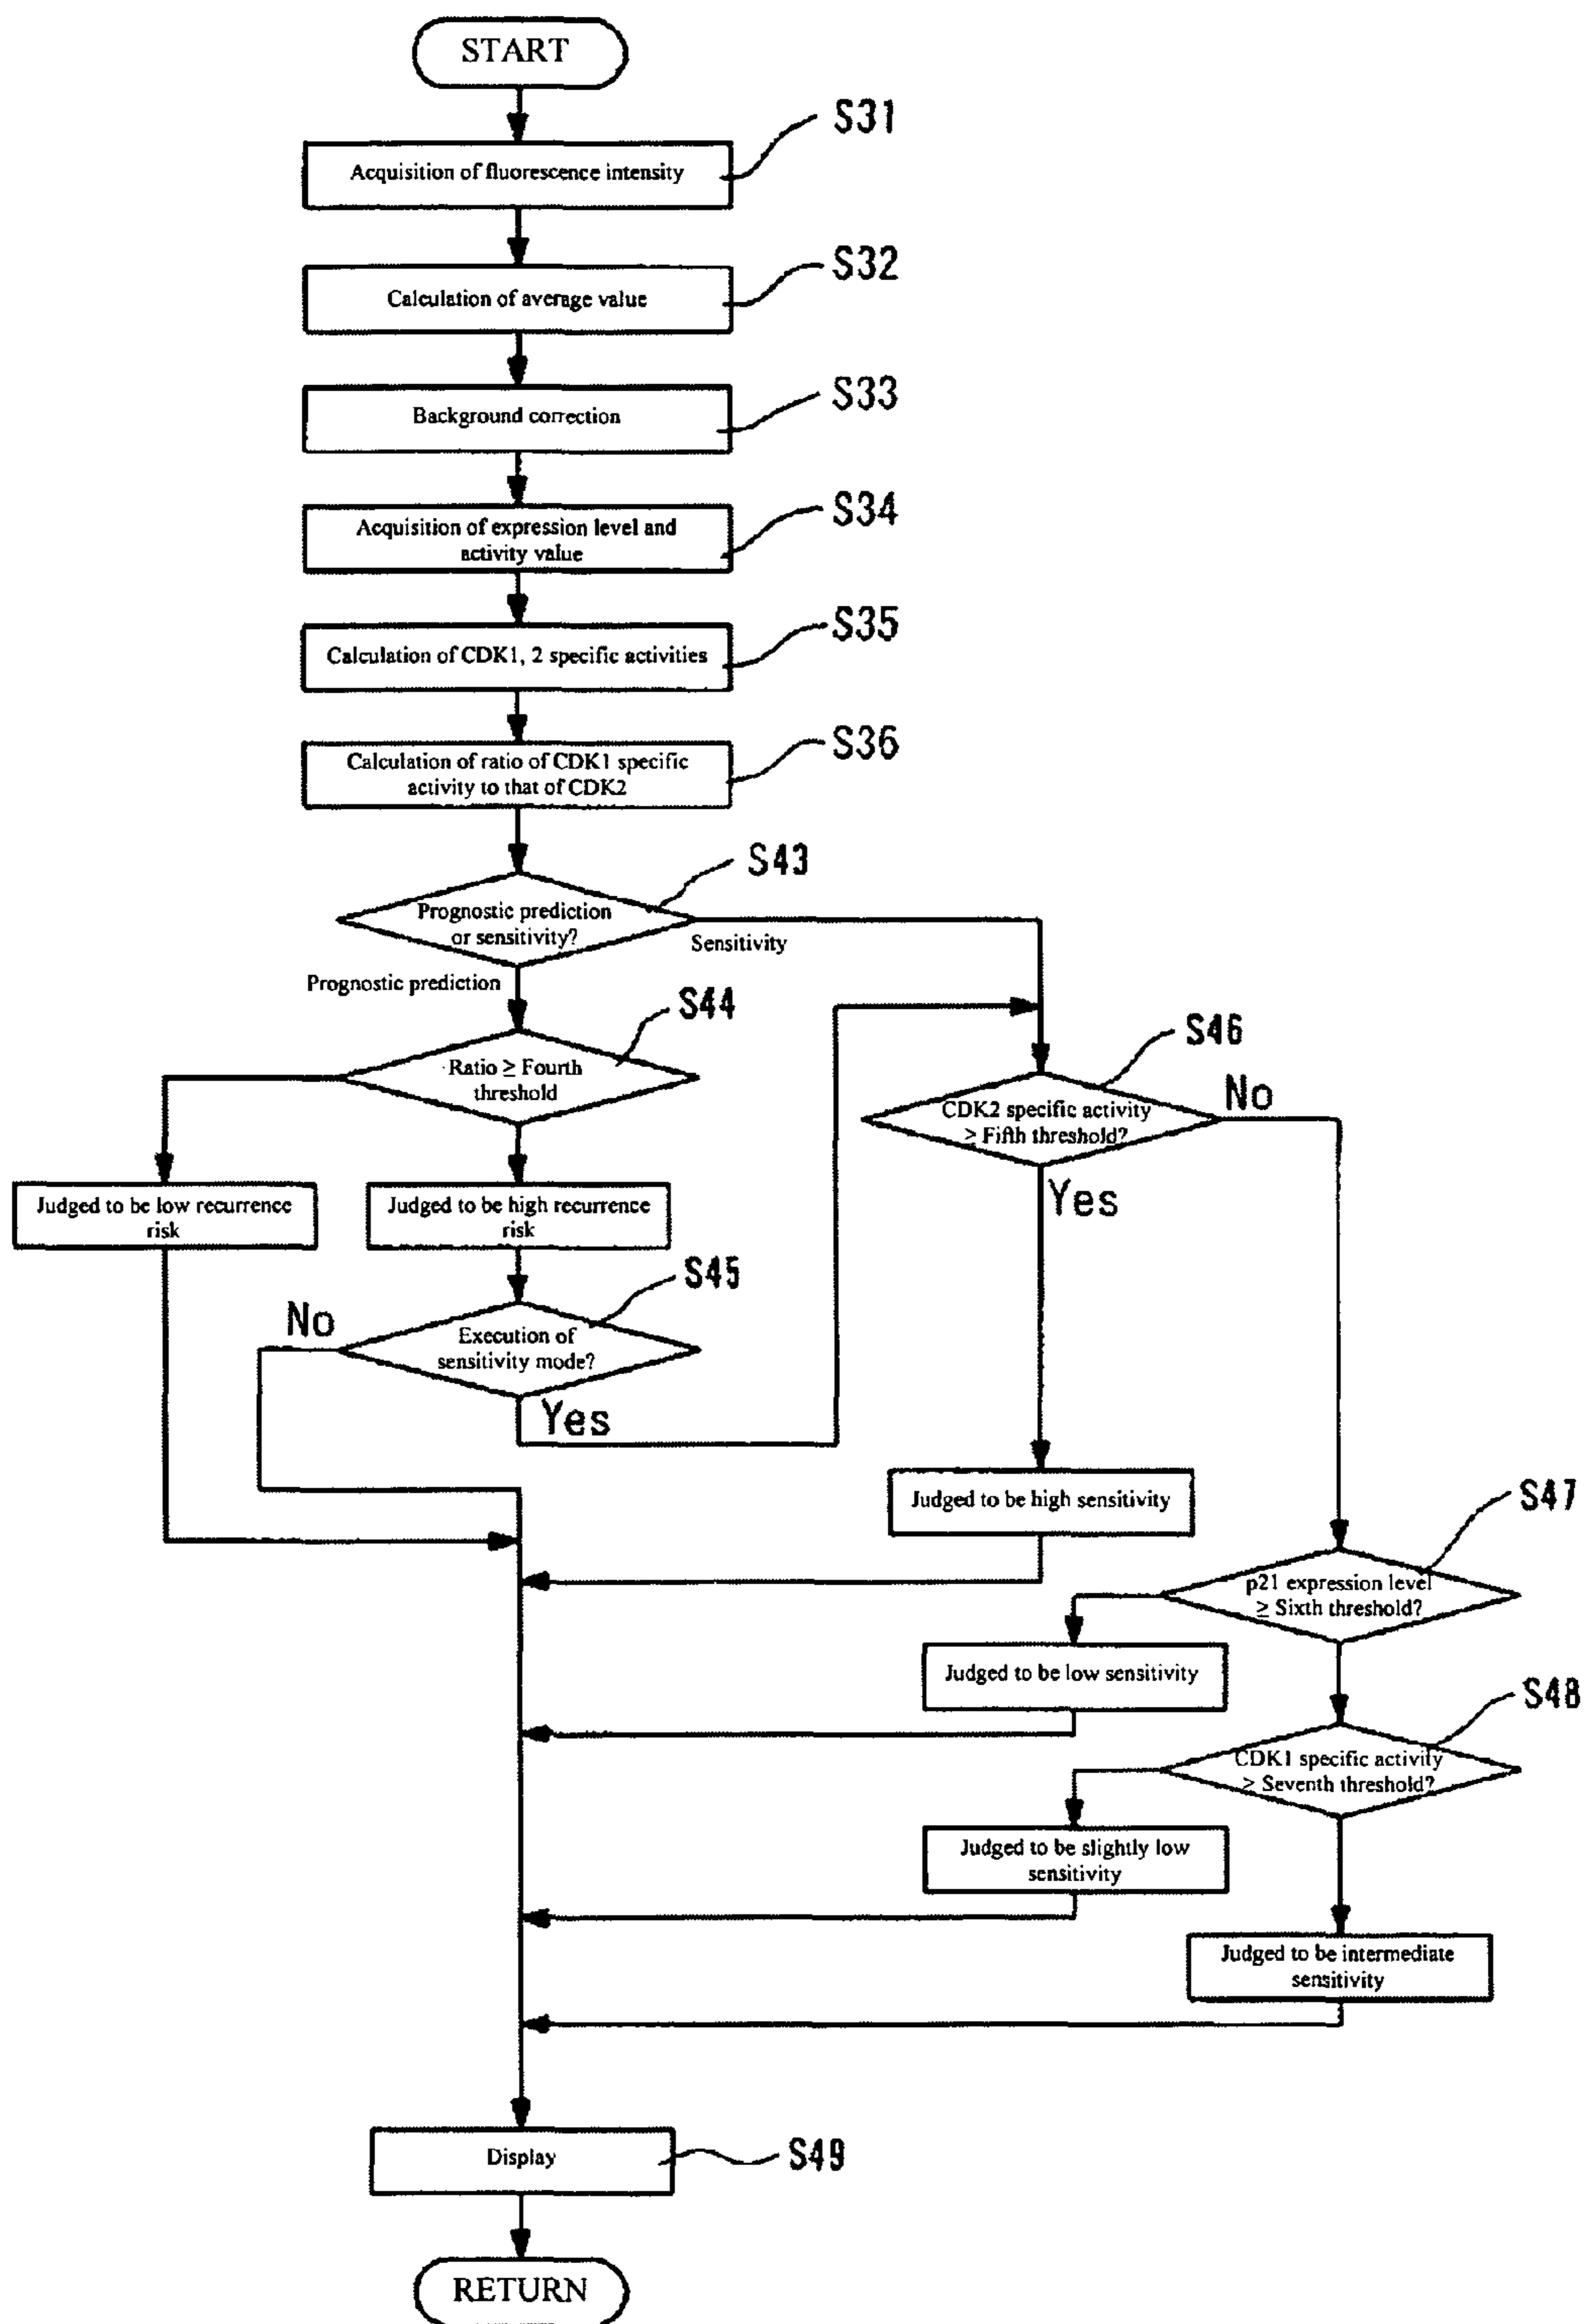 START
S31
Acquisition of fluorescence intensity
S32
Calculation of average value
S33
Background correction
S34
Acquisition of expression level and
activity value
S35
Calculation of CDK1, 2 specific activities
S36
Calculation of ratio of CDK1 specific
activity to that of CDK2
S43
Prognostic prediction
or sensitivity?
Sensitivity
Prognostic prediction
S44
Ratio ≥ Fourth
threshold
S46
CDK2 specific activity
≥ Fifth threshold?
No
Yes
Judged to be low recurrence
risk
Judged to be high recurrence
risk
S45
No
Execution of
sensitivity mode?
Yes
Judged to be high sensitivity
S47
p21 expression level
≥ Sixth threshold?
Judged to be low sensitivity
S48
CDK1 specific activity
≥ Seventh threshold?
Judged to be slightly low
sensitivity
Judged to be intermediate
sensitivity
Display
S49
RETURN